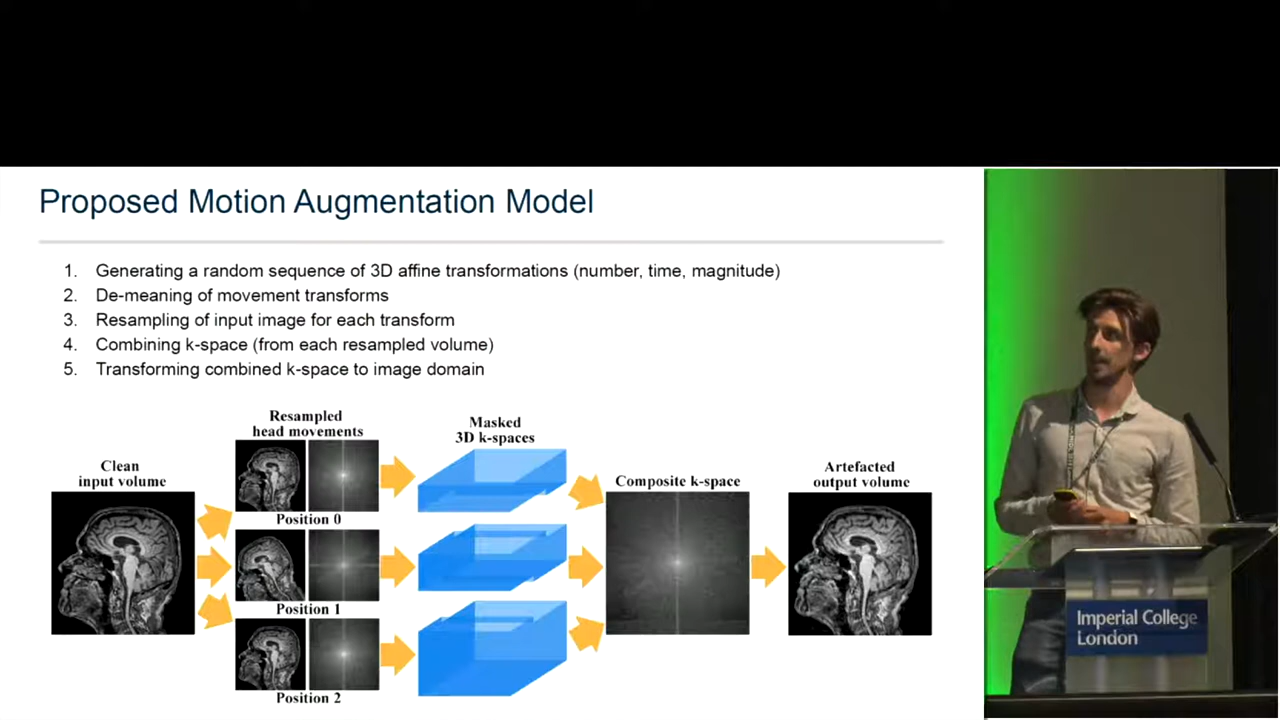 Proposed Motion Augmentation Model
1. Generating a random sequence of 3D affine transformations (number, time, magnitude)
2. De-meaning of movement transforms
3. Resampling of input image for each transform
4. Combining k-space (from each resampled volume)
5. Transforming combined k-space to image domain
Clean
input volume
Resampled
head movements
Position 0
Position 1
Position 2
Masked
3D k-spaces
Composite k-space
Artefacted
output volume
Imperial College
London